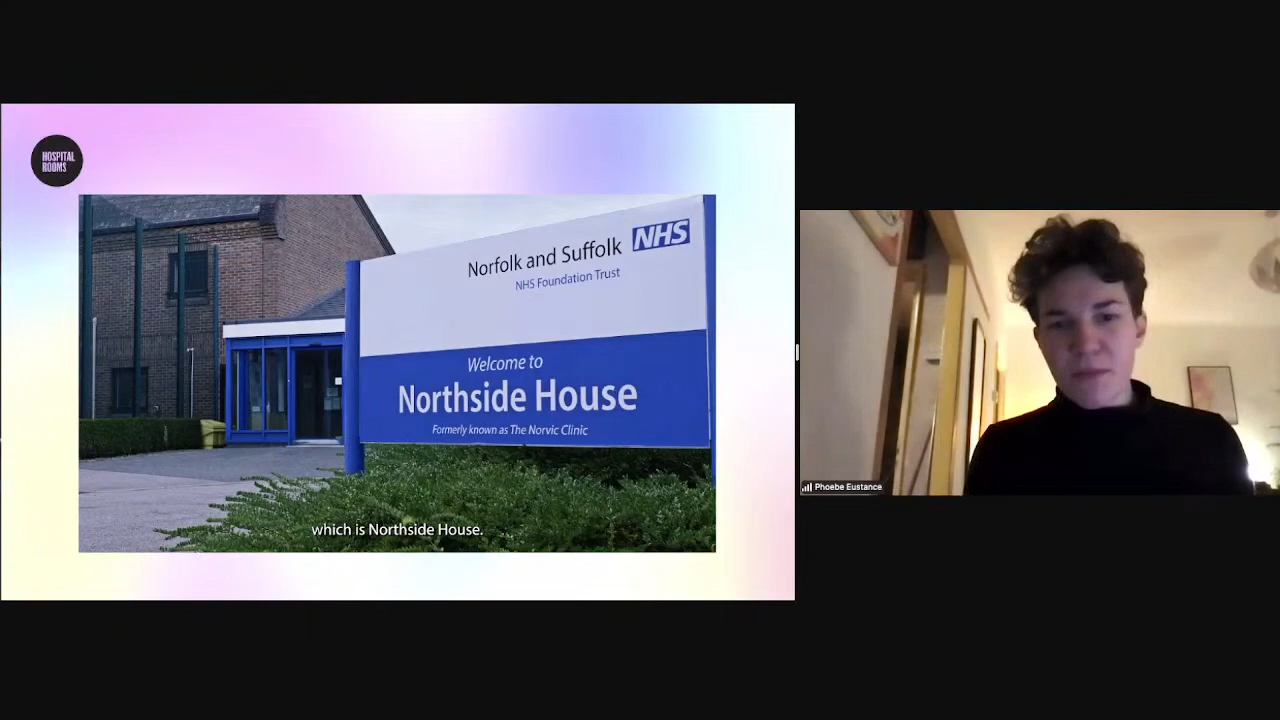 HOSPITAL
ROOMS
Norfolk and Suffolk NHS
NHS Foundation Trust
Welcome to
Northside House
Formerly known as The Norvic Clinic
which is Northside House.
Phoebe Eustance